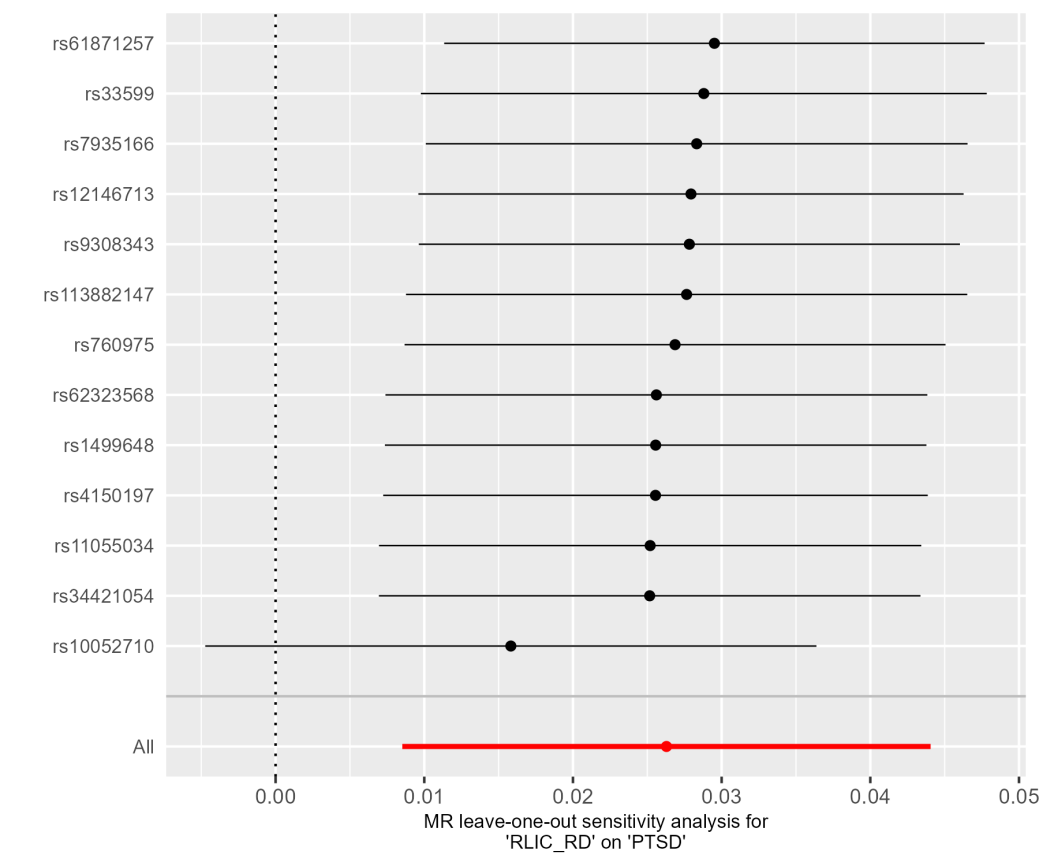 rs61871257
rs33599
rs7935166
rs12146713
rs9308343
rs113882147
rs760975
rs62323568
rs1499648
rs4150197
rs11055034
rs34421054
rs10052710
All
0.00 0.01 0.02 0.03 0.04 0.05
MR leave-one-out sensitivity analysis for
'RLIC_RD' on 'PTSD'